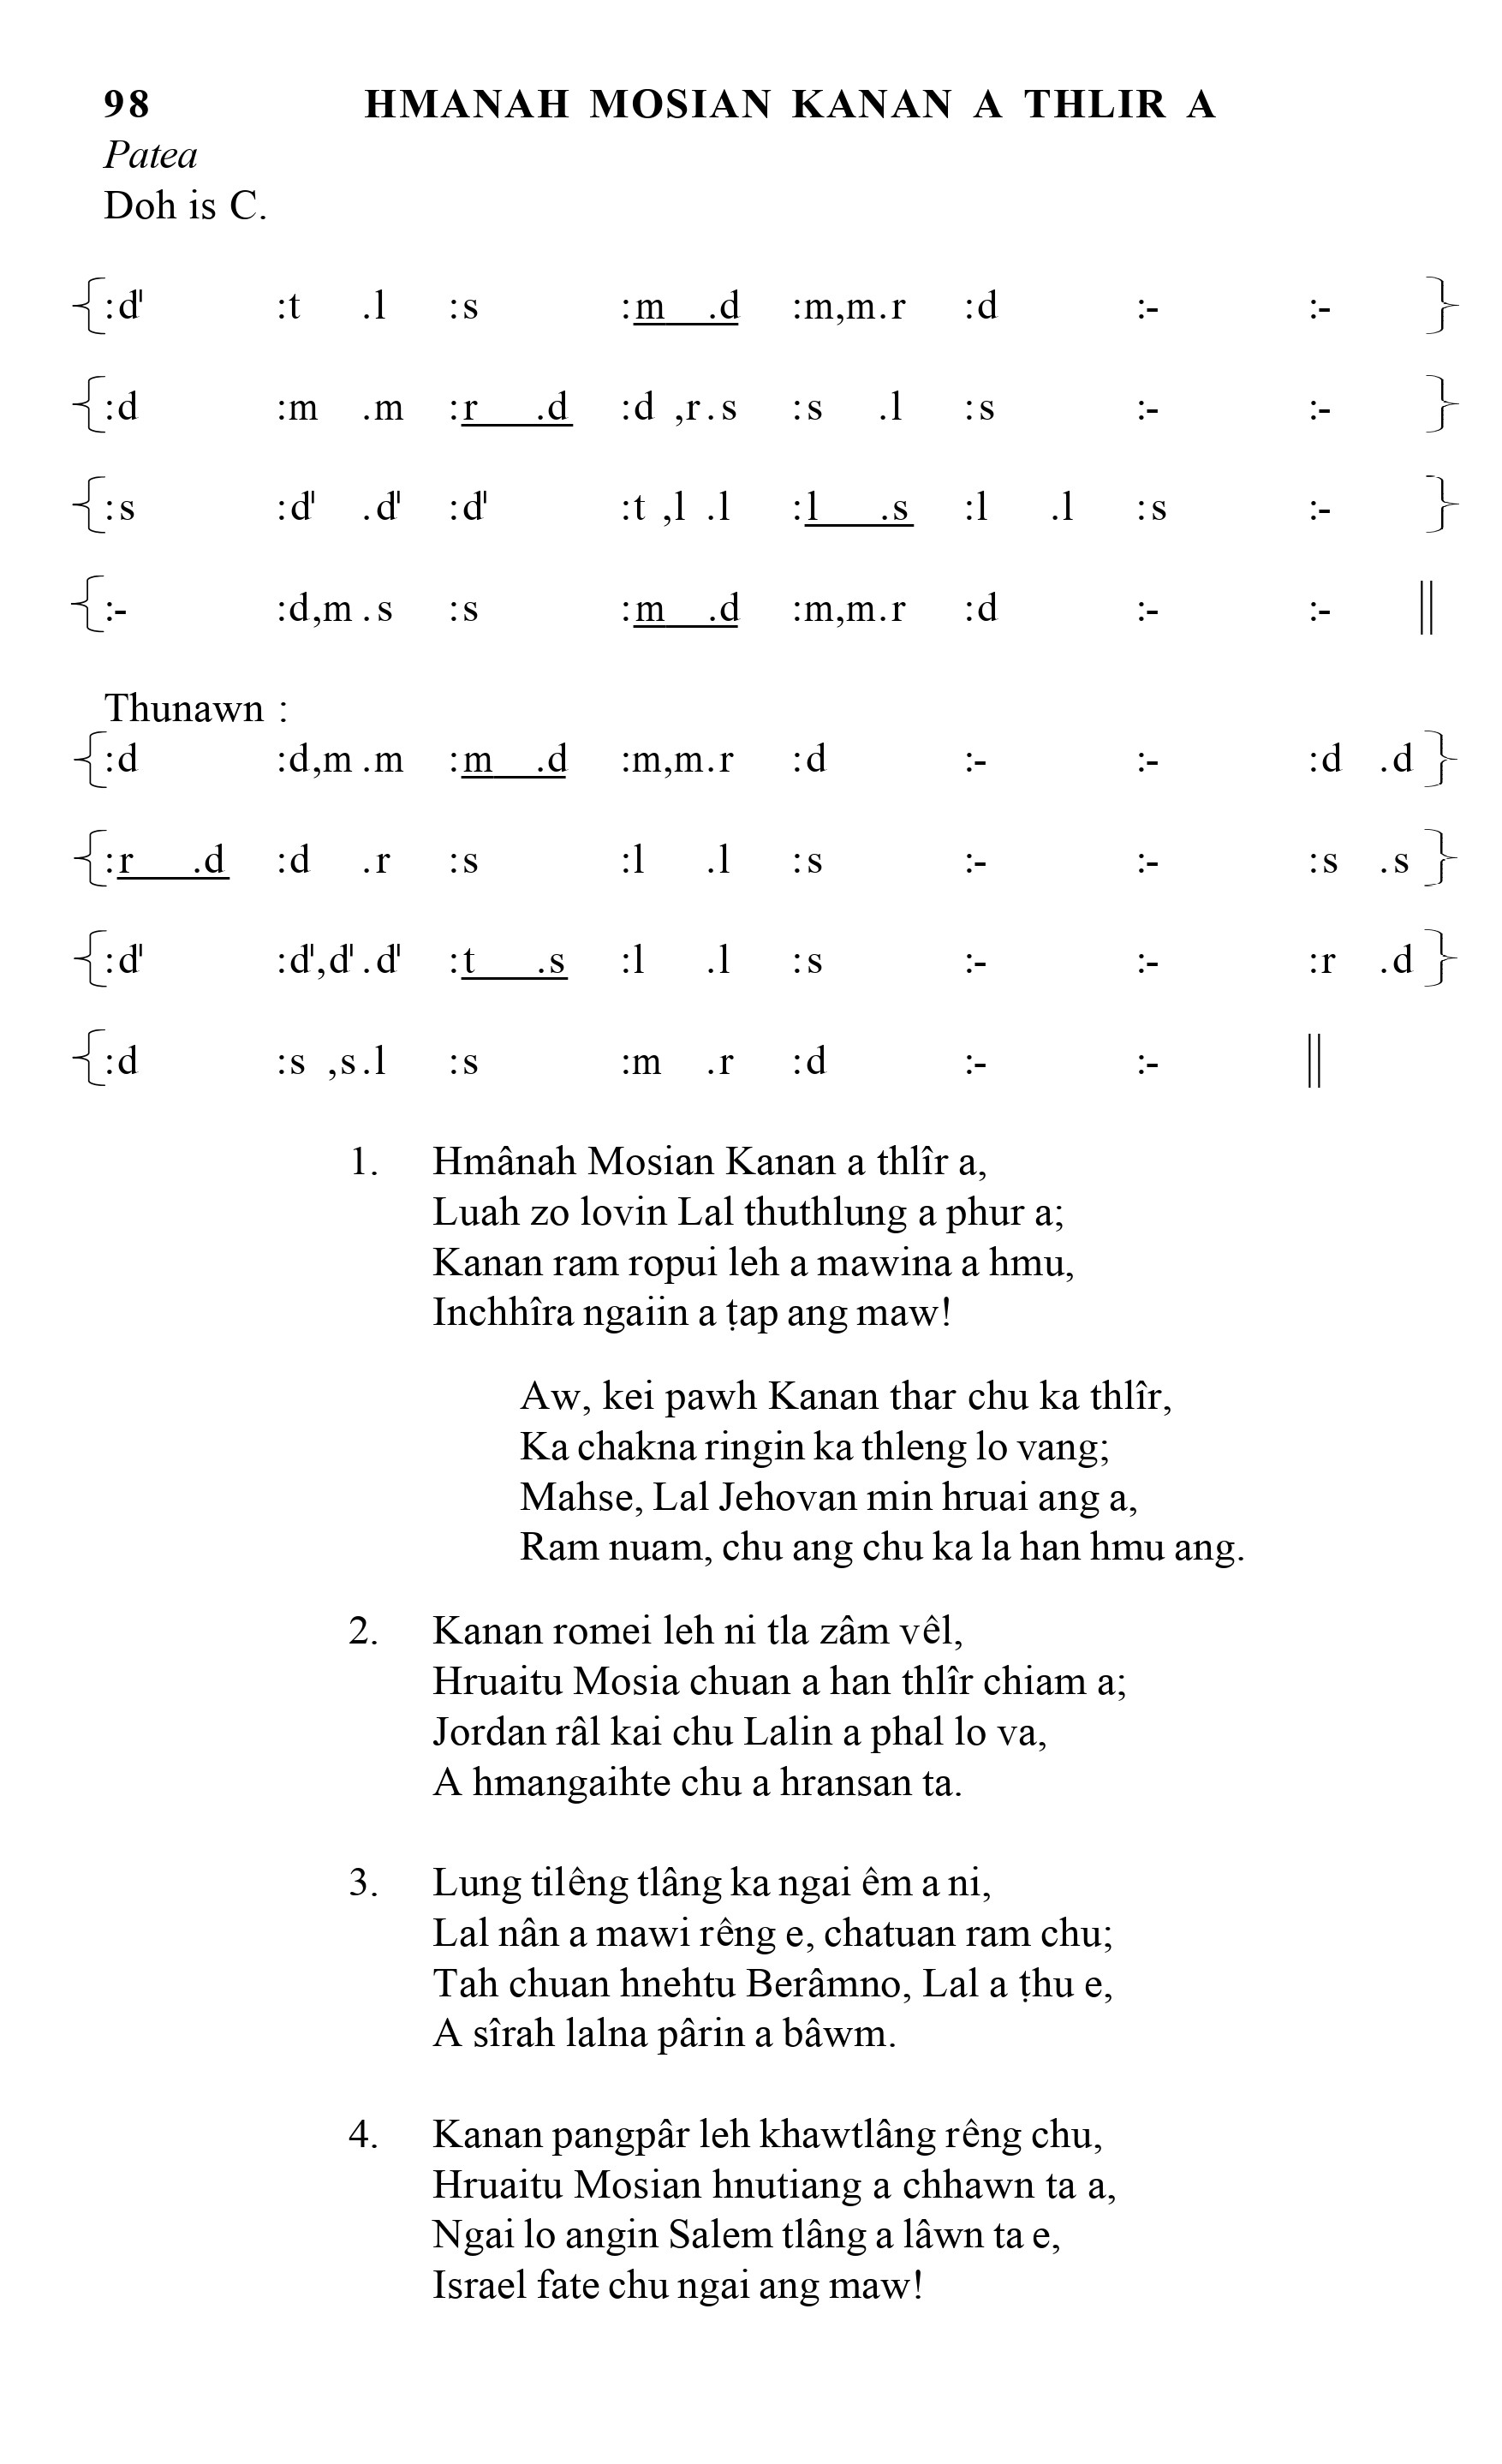 98 HMANAH MOSIAN KANAN A THLIR A
Patea
Doh is C.
{:d' :t .l :s :m .d :m,m.r :d :- :- }
{:d :m .m :r .d :d ,r.s :s .l :s :- :- }
{:s :d' .d' :d' :t ,l .l :l .s :l .l :s :- }
{:- :d,m .s :s :m .d :m,m.r :d :- :- ||
Thunawn :
{:d :d,m .m :m .d :m,m.r :d :- :- :d .d }
{:r .d :d .r :s :l .l :s :- :- :s .s }
{:d' :d',d'.d' :t .s :l .l :s :- :- :r .d }
{:d :s ,s.l :s :m .r :d :- :- ||
1. Hmânah Mosian Kanan a thlîr a,
Luah zo lovin Lal thuthlung a phur a;
Kanan ram ropui leh a mawina a hmu,
Inchhîra ngaiin a ṭap ang maw!
Aw, kei pawh Kanan thar chu ka thlîr,
Ka chakna ringin ka thleng lo vang;
Mahse, Lal Jehovan min hruai ang a,
Ram nuam, chu ang chu ka la han hmu ang.
2. Kanan romei leh ni tla zâm vêl,
Hruaitu Mosia chuan a han thlîr chiam a;
Jordan râl kai chu Lalin a phal lo va,
A hmangaihte chu a hransan ta.
3. Lung tilêng tlâng ka ngai êm a ni,
Lal nân a mawi rêng e, chatuan ram chu;
Tah chuan hnehtu Berâmno, Lal a ṭhu e,
A sîrah lalna pârin a bâwm.
4. Kanan pangpâr leh khawtlâng rêng chu,
Hruaitu Mosian hnutiang a chhawn ta a,
Ngai lo angin Salem tlâng a lâwn ta e,
Israel fate chu ngai ang maw!